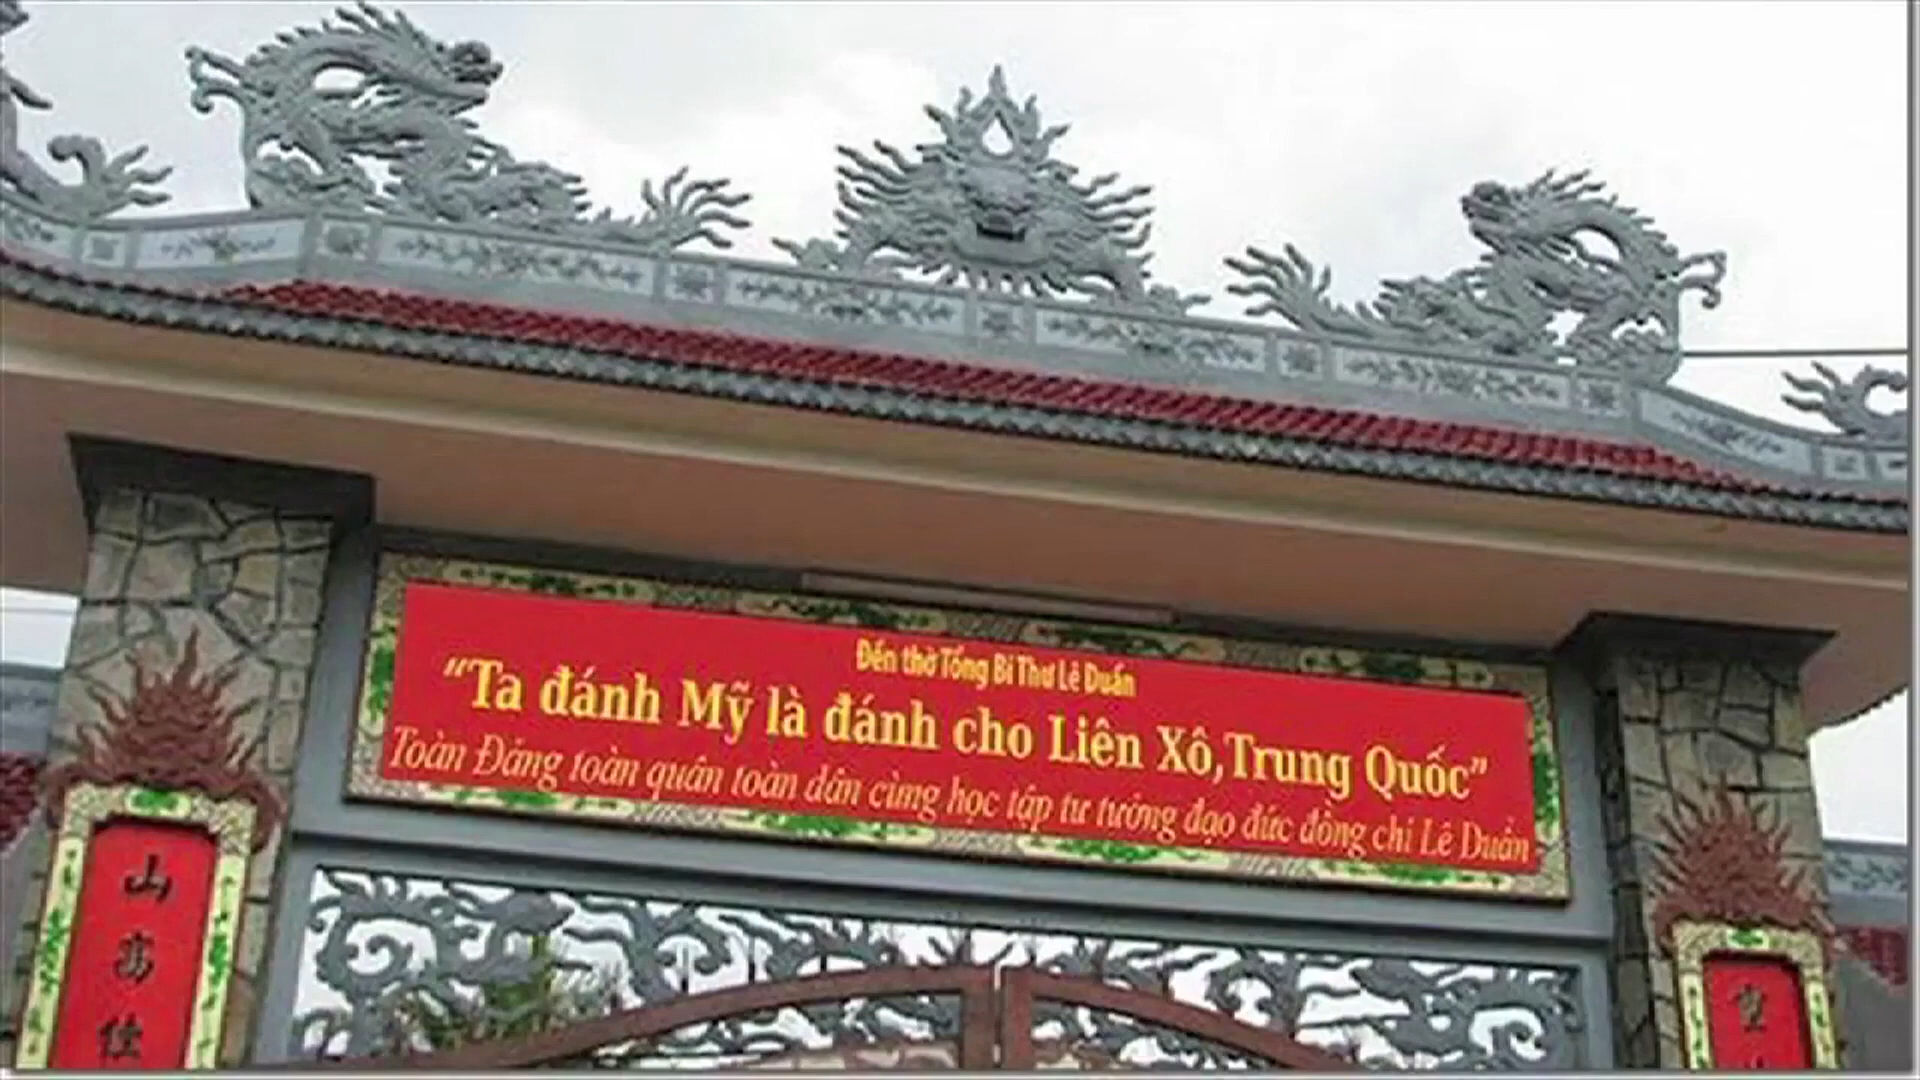 Đền thờ Tổng Bí Thư Lê Duẩn
“Ta đánh Mỹ là đánh cho Liên Xô,Trung Quốc”
Toàn Đảng toàn quân toàn dân cùng học tập tư tưởng đạo đức đồng chí Lê Duẩn
山
高